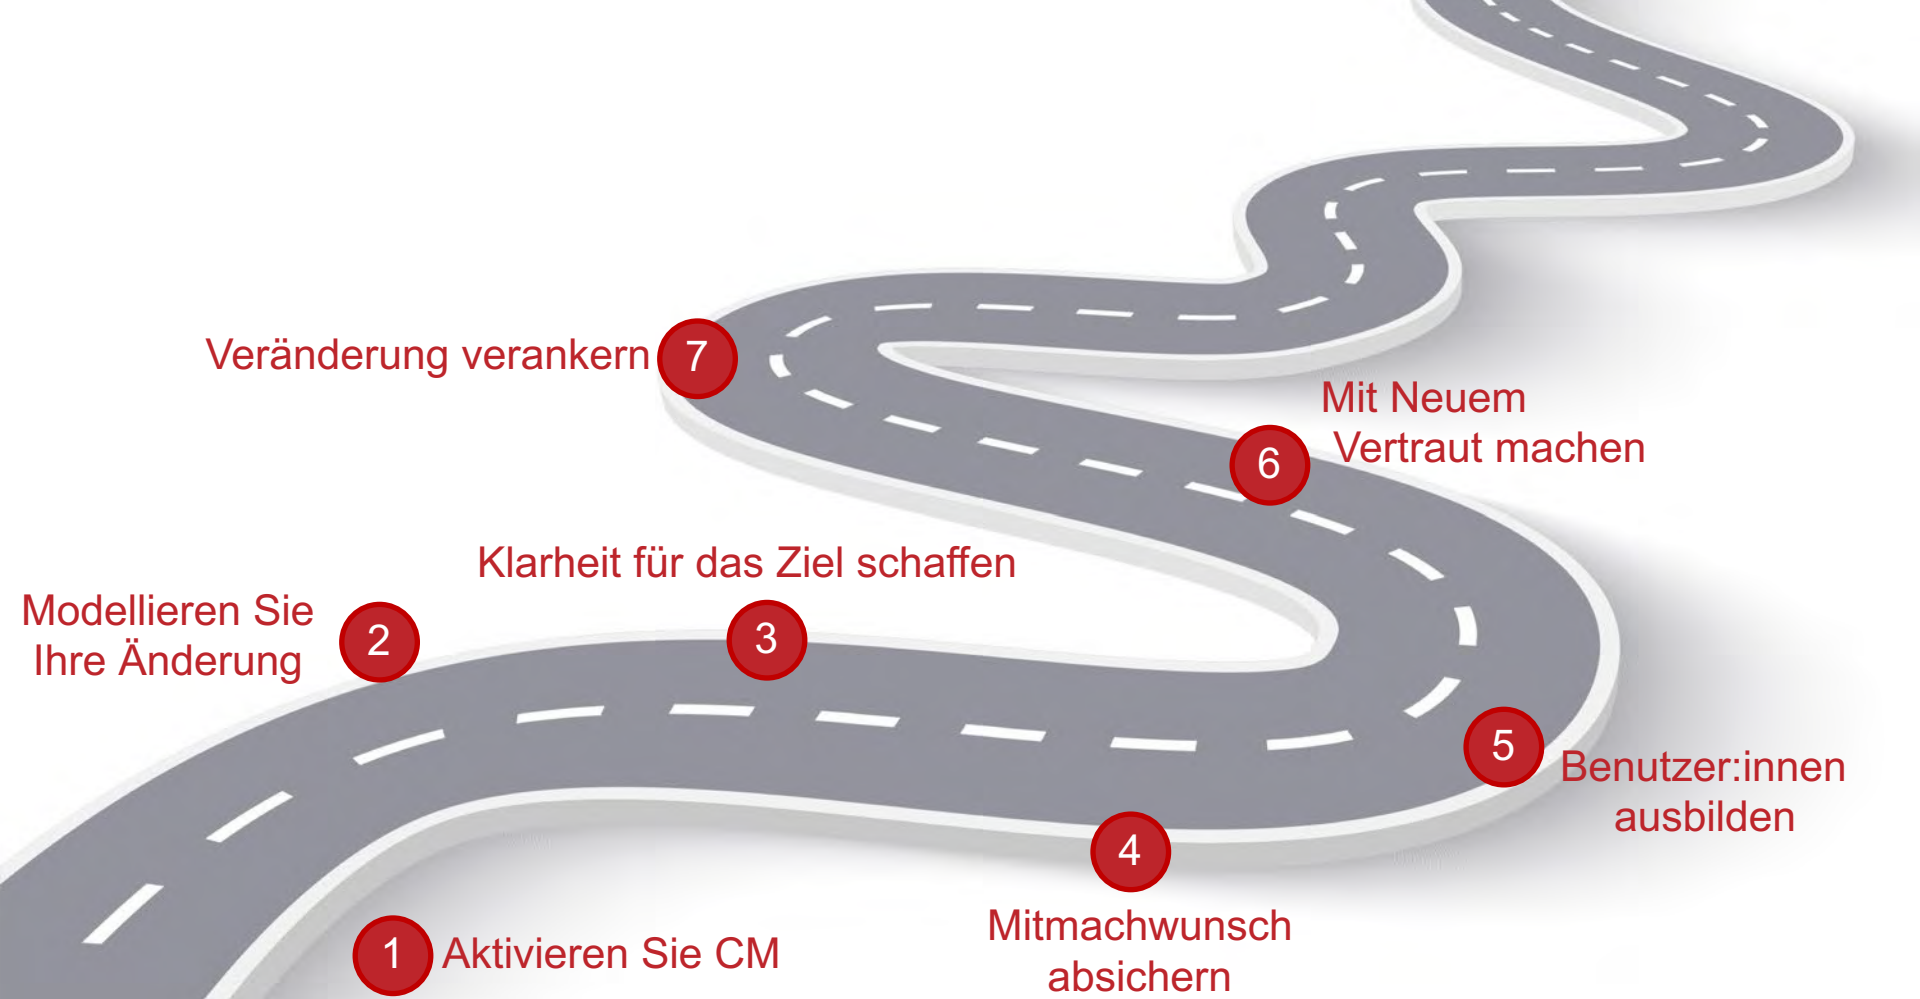 Veränderung verankern
7
Mit Neuem
Vertraut machen
6
Klarheit für das Ziel schaffen
Modellieren Sie
Ihre Änderung
2
3
5
Benutzer:innen
ausbilden
4
Mitmachwunsch
absichern
1
Aktivieren Sie CM